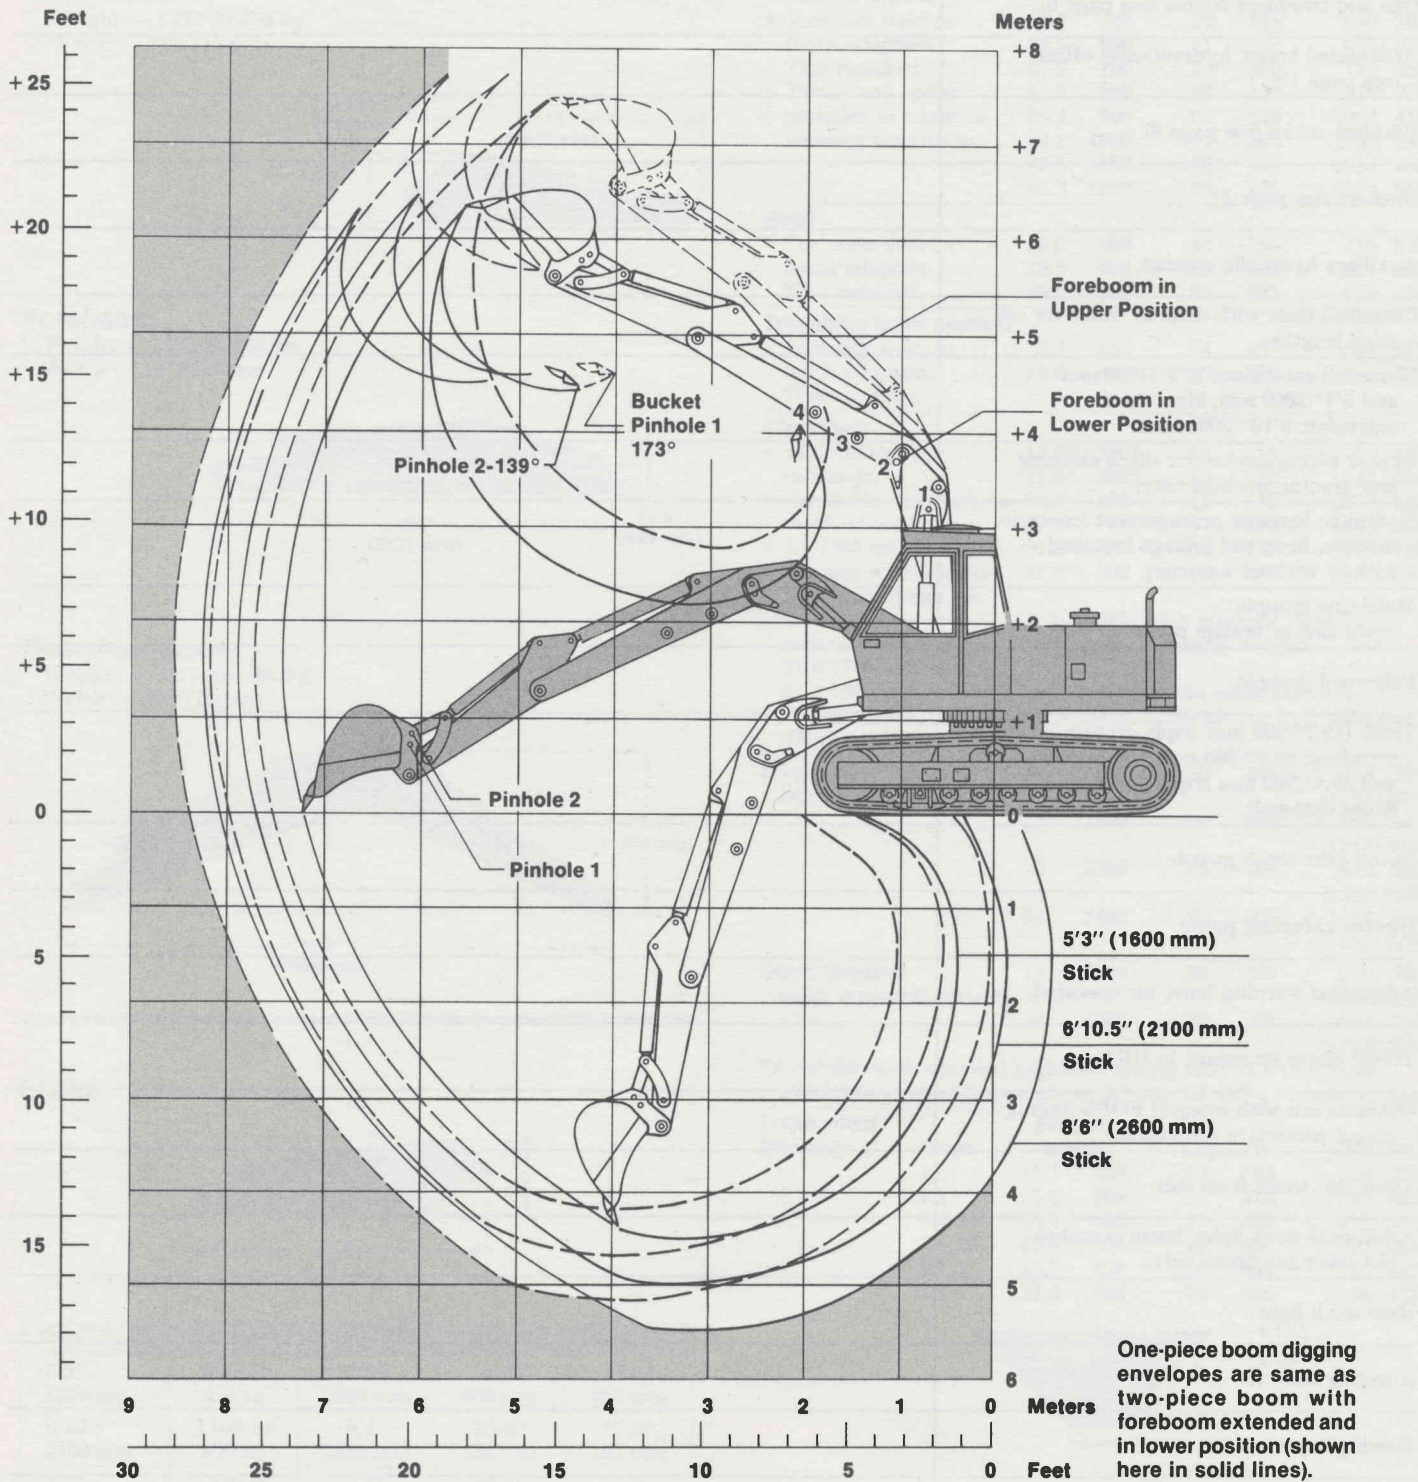 Feet
Meters
+8
+25
+7
+20
+6
Foreboom in
Upper Position
+5
+15
Bucket
Pinhole 1
173°
Foreboom in
Lower Position
4
+4
3
Pinhole 2-139°
2
1
+10
+3
+2
+5
+1
Pinhole 2
0
0
Pinhole 1
1
5'3" (1600 mm)
Stick
5
2
6'10.5" (2100 mm)
Stick
10
3
8'6" (2600 mm)
Stick
4
15
5
One-piece boom digging
envelopes are same as
two-piece boom with
foreboom extended and
in lower position (shown
here in solid lines).
6
9 8 7 6 5 4 3 2 1 0 Meters
30 25 20 15 10 5 0 Feet